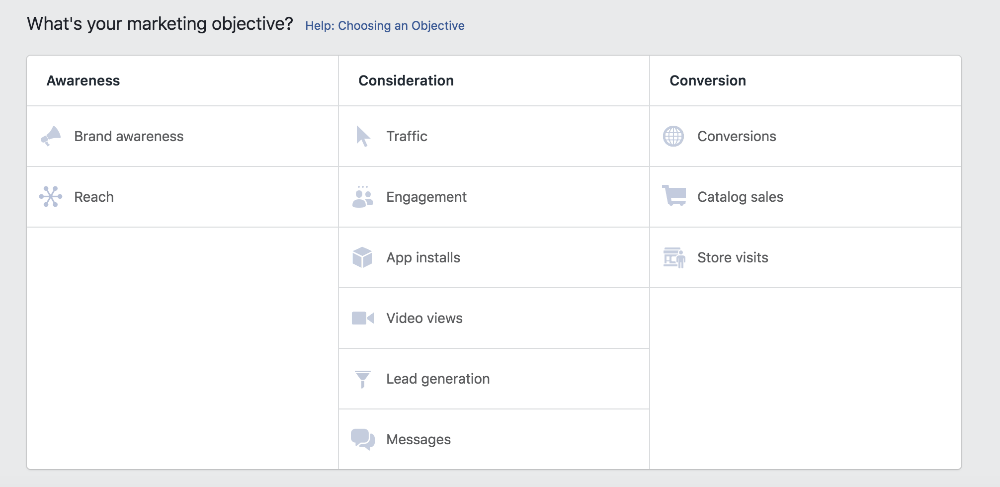 What's your marketing objective? Help: Choosing an Objective
Awareness
Brand awareness
Reach
Consideration
Traffic
Engagement
App installs
Video views
Lead generation
Messages
Conversion
Conversions
Catalog sales
Store visits